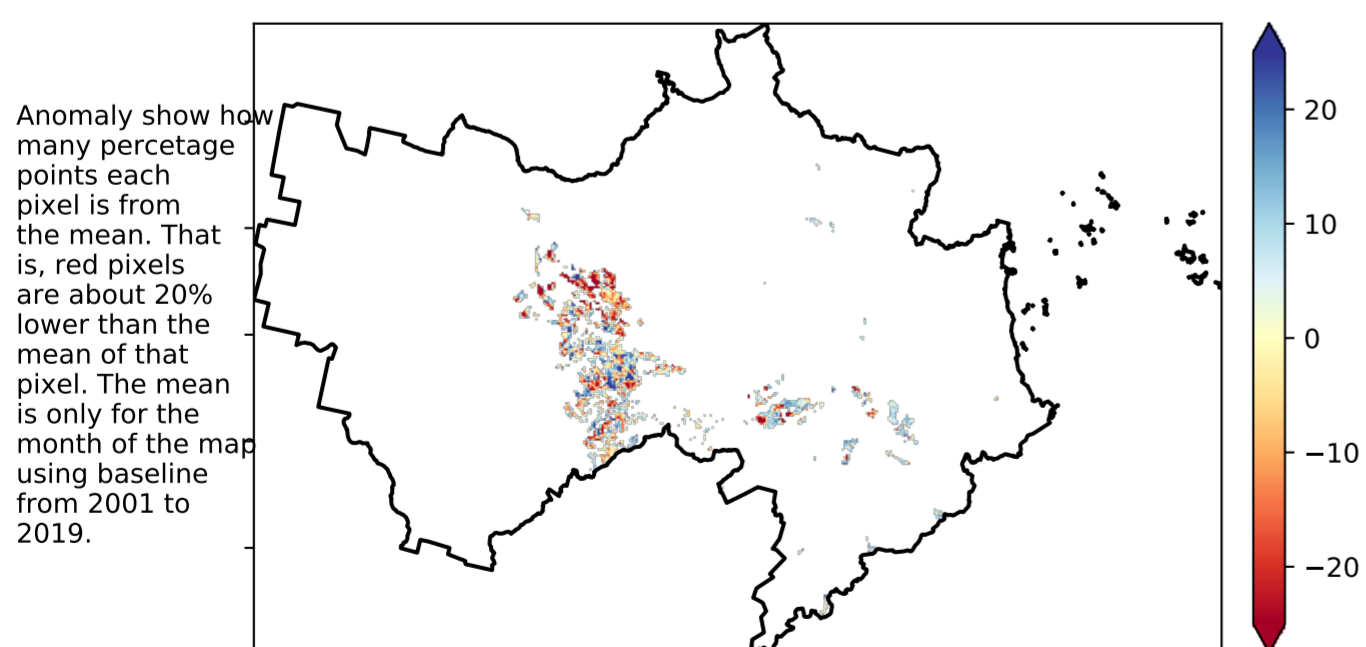 Anomaly show how
many percetage
points each
pixel is from
the mean. That
is, red pixels
are about 20%
lower than the
mean of that
pixel. The mean
is only for the
month of the map
using baseline
from 2001 to
2019.
20
10
0
−10
−20